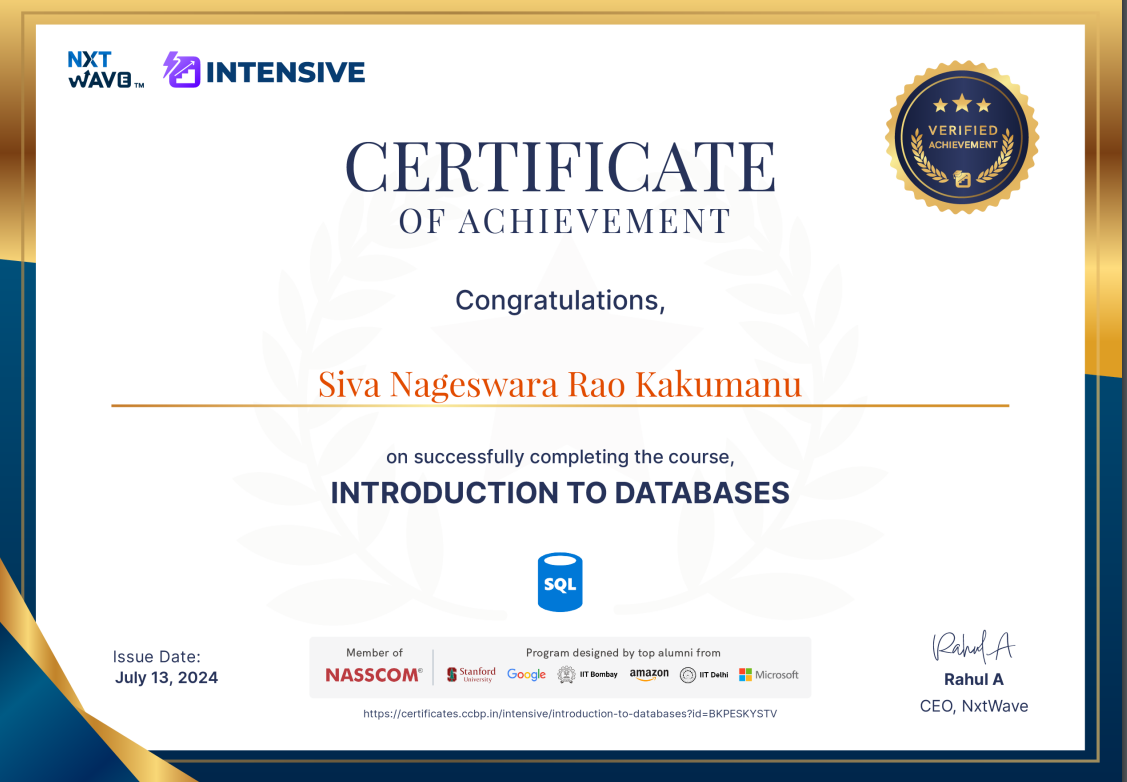 NXT
WAVE™
INTENSIVE
VERIFIED
ACHIEVEMENT
CERTIFICATE
OF ACHIEVEMENT
Congratulations,
Siva Nageswara Rao Kakumanu
on successfully completing the course,
INTRODUCTION TO DATABASES
SQL
Issue Date:
July 13, 2024
Member of
NASSCOM®
Program designed by top alumni from
Stanford
University
Google
IIT Bombay
amazon
IIT Delhi
Microsoft
https://certificates.ccbp.in/intensive/introduction-to-databases?id=BKPESKYSTV
Rahul A
Rahul A
CEO, NxtWave